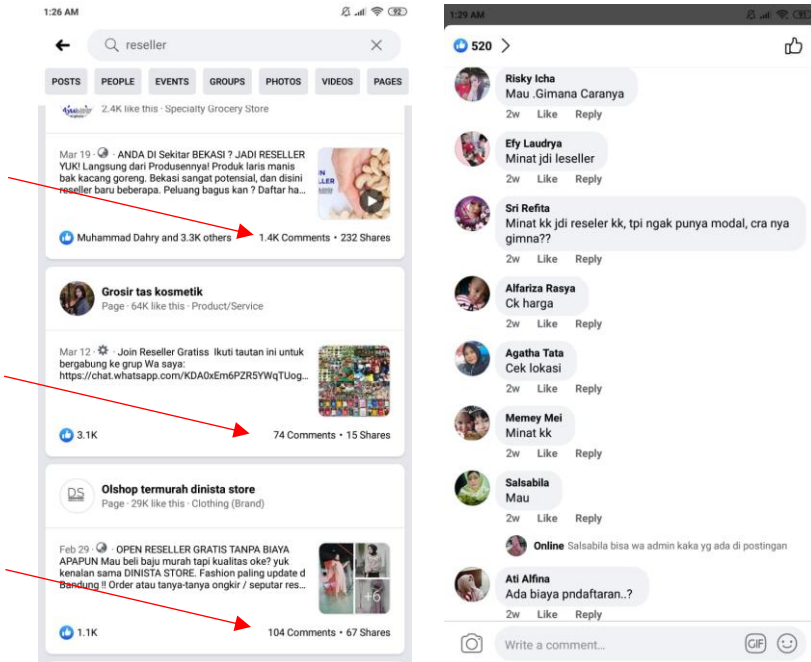 1:26 AM
92
reseller
POSTS PEOPLE EVENTS GROUPS PHOTOS VIDEOS PAGES
2.4K like this · Specialty Grocery Store
Mar 19 · · ANDA DI Sekitar BEKASI ? JADI RESELLER
YUK! Langsung dari Produsennya! Produk laris manis
bak kacang goreng. Bekasi sangat potensial, dan disini
reseller baru beberapa. Peluang bagus kan ? Daftar ha...
Muhammad Dahry and 3.3K others 1.4K Comments • 232 Shares
Grosir tas kosmetik
Page · 64K like this · Product/Service
Mar 12 · · Join Reseller Gratiss Ikuti tautan ini untuk
bergabung ke grup Wa saya:
https://chat.whatsapp.com/KDA0xEm6PZR5YWqTUog...
3.1K 74 Comments • 15 Shares
DS
Olshop termurah dinista store
Page · 29K like this · Clothing (Brand)
Feb 29 · · OPEN RESELLER GRATIS TANPA BIAYA
APAPUN Mau beli baju murah tapi kualitas oke? yuk
kenalan sama DINISTA STORE. Fashion paling update d
Bandung !! Order atau tanya-tanya ongkir / seputar res...
+6
1.1K 104 Comments • 67 Shares
1:29 AM
520
Risky Icha
Mau .Gimana Caranya
2w Like Reply
Efy Laudrya
Minat jdi leseller
2w Like Reply
Sri Refita
Minat kk jdi reseler kk, tpi ngak punya modal, cra nya
gimna??
2w Like Reply
Alfariza Rasya
Ck harga
2w Like Reply
Agatha Tata
Cek lokasi
2w Like Reply
Memey Mei
Minat kk
2w Like Reply
Salsabila
Mau
2w Like Reply
Online Salsabila bisa wa admin kaka yg ada di postingan
Ati Alfina
Ada biaya pndaftaran..?
2w Like Reply
Write a comment...
GIF